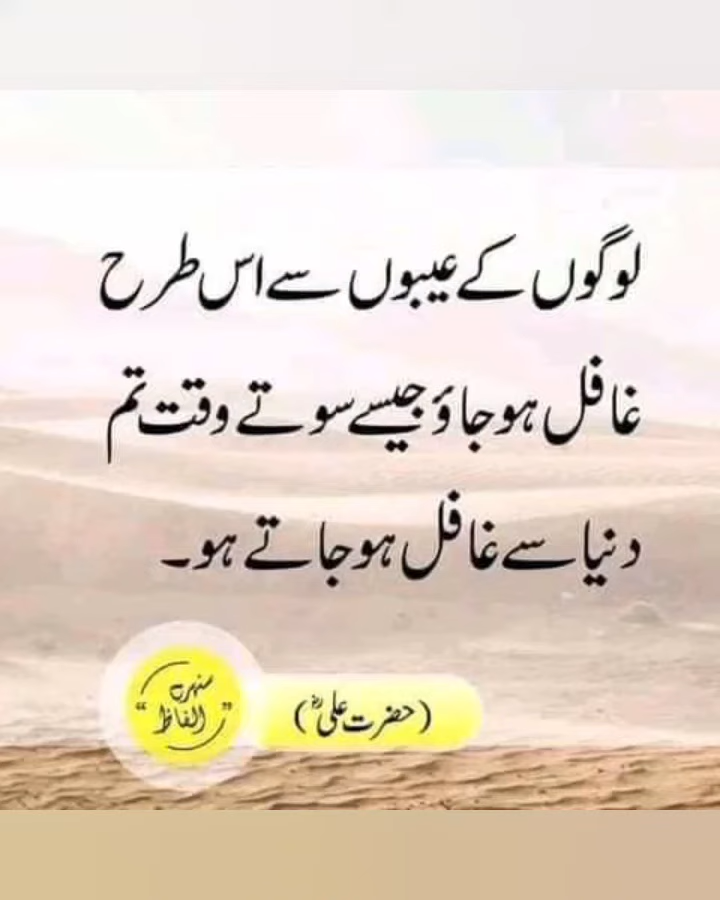 لوگوں کے عیبوں سے اس طرح
غافل ہو جاؤ جیسے سوتے وقت تم
دنیا سے غافل ہو جاتے ہو۔
(حضرت علیؓ)
سنہرے
"الفاظ"